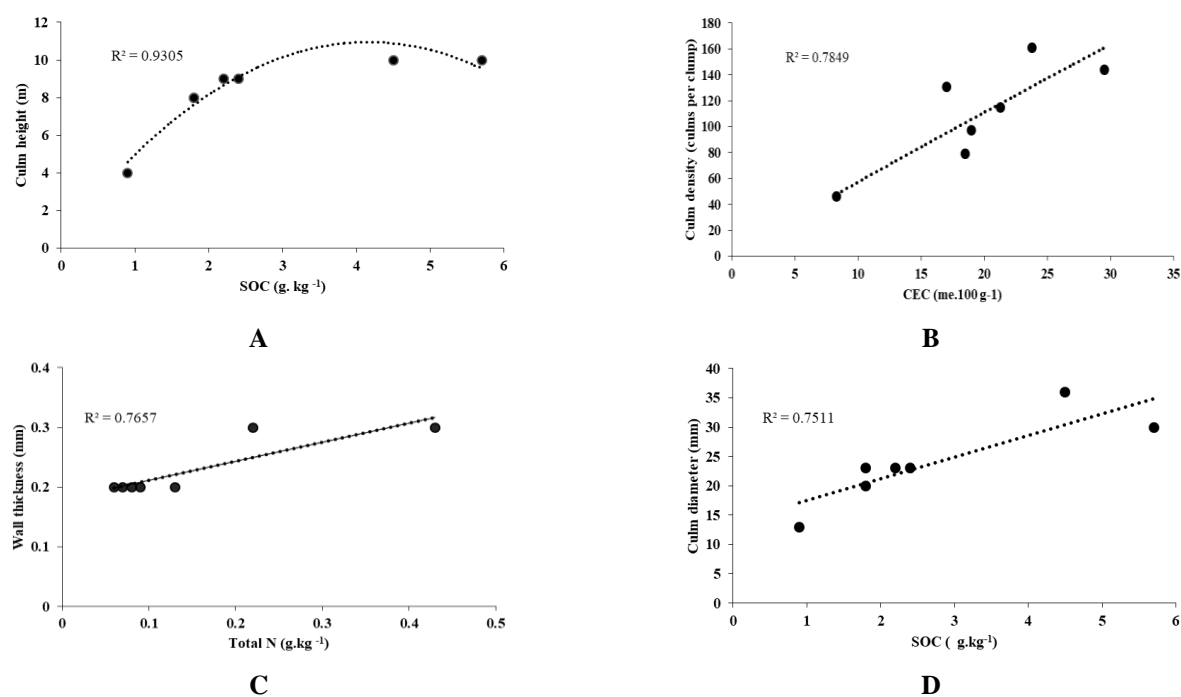 12
10
8
6
4
2
0
R² = 0.9305
Culm height (m)
0 1 2 3 4 5 6
SOC (g. kg -1)
A
180
160
140
120
100
80
60
40
20
0
R² = 0.7849
Culm density (culms per clump)
0 5 10 15 20 25 30 35
CEC (me.100 g-1)
B
0.4
0.3
0.2
0.1
0
R² = 0.7657
Wall thickness (mm)
0 0.1 0.2 0.3 0.4 0.5
Total N (g.kg -1)
C
40
35
30
25
20
15
10
5
0
R² = 0.7511
Culm diameter (mm)
0 1 2 3 4 5 6
SOC ( g.kg-1)
D